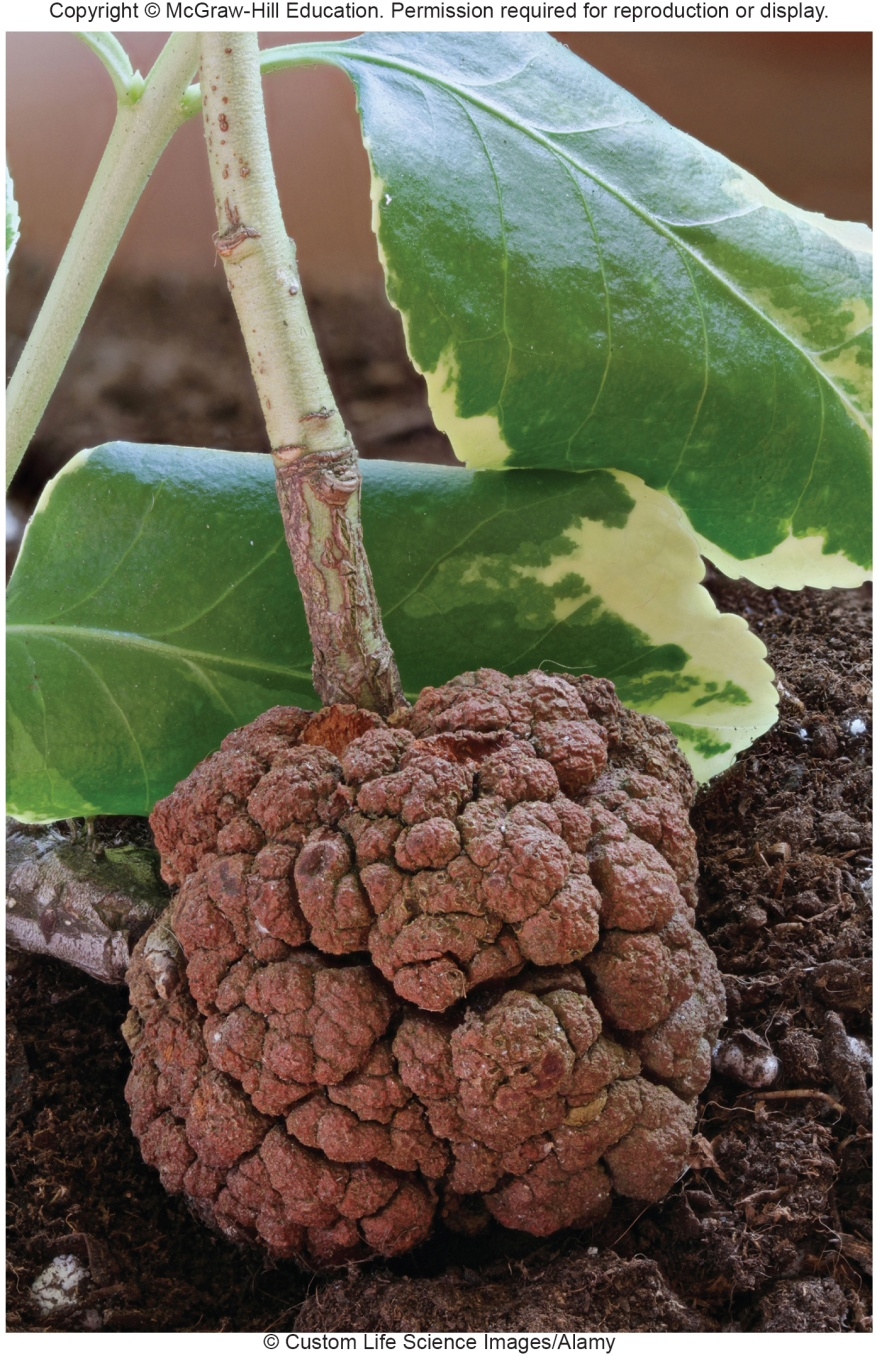 Copyright © McGraw-Hill Education. Permission required for reproduction or display.
© Custom Life Science Images/Alamy